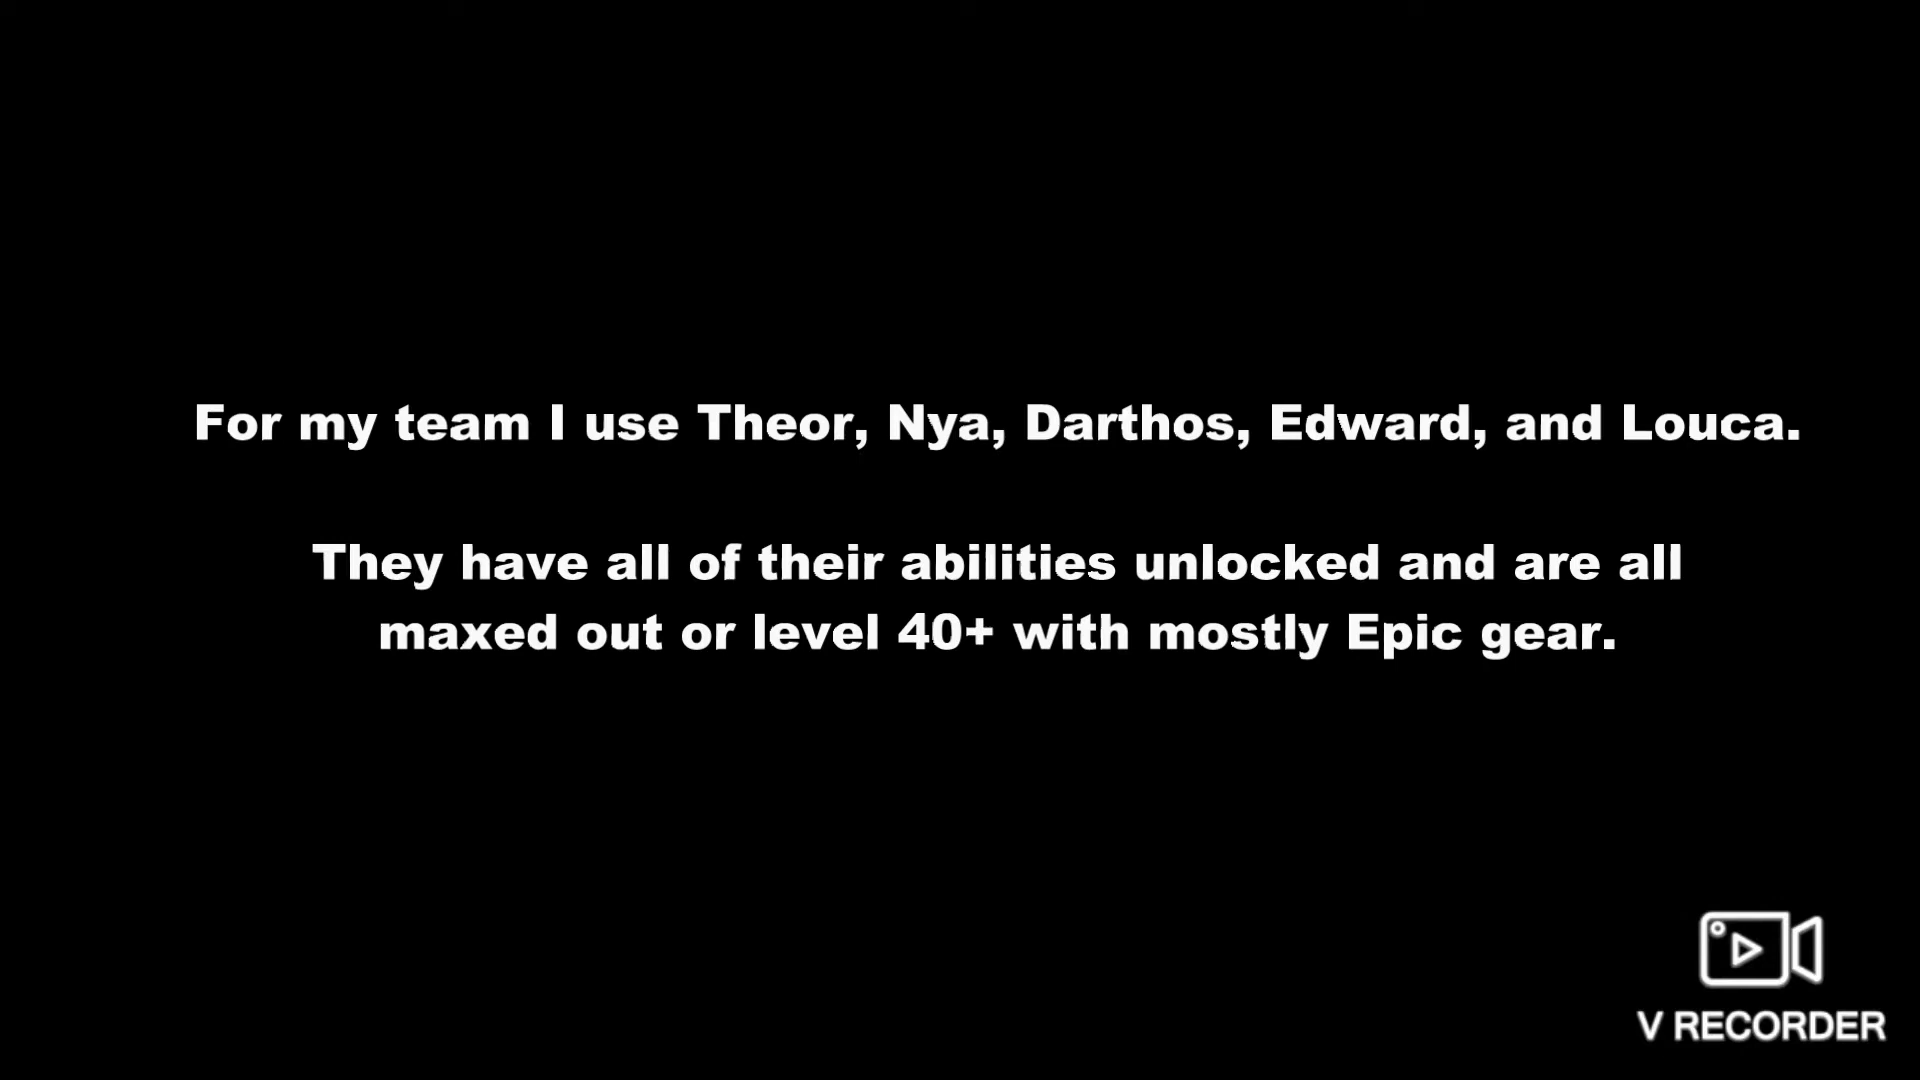 For my team I use Theor, Nya, Darthos, Edward, and Louca.
They have all of their abilities unlocked and are all
maxed out or level 40+ with mostly Epic gear.
V RECORDER